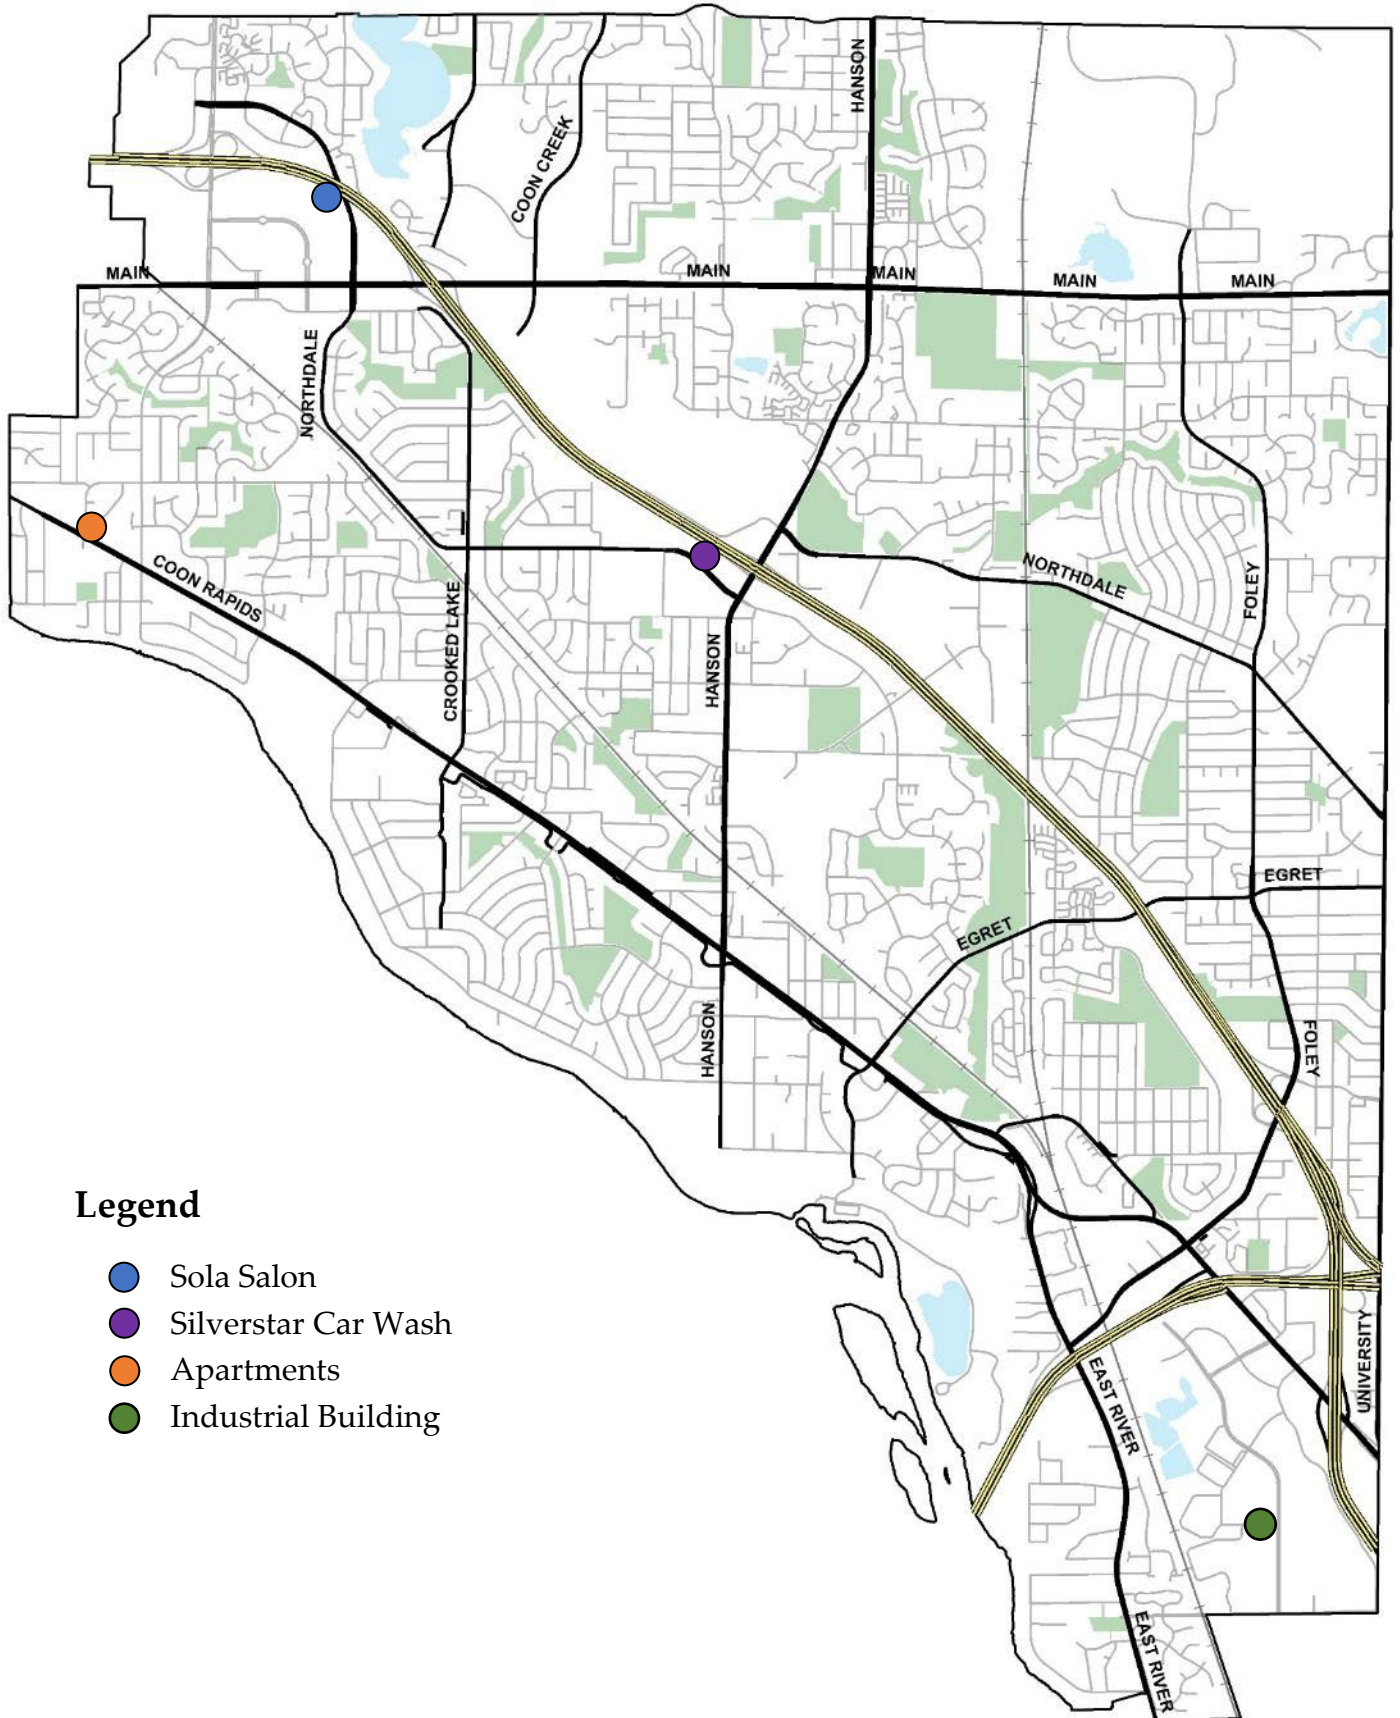 HANSON
COON CREEK
MAIN
MAIN
MAIN
MAIN
MAIN
NORTHDALE
COON RAPIDS
CROOKED LAKE
HANSON
NORTHDALE
FOLEY
EGRET
EGRET
HANSON
FOLEY
UNIVERSITY
EAST RIVER
EAST RIVER
Legend
Sola Salon
Silverstar Car Wash
Apartments
Industrial Building